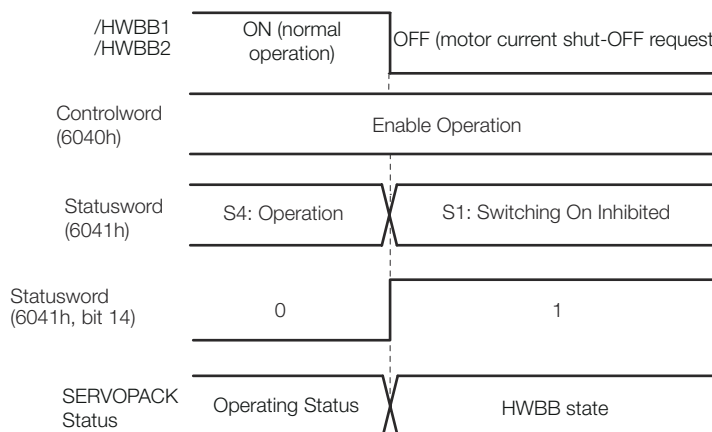 /HWBB1
/HWBB2
ON (normal
operation)
OFF (motor current shut-OFF request
Controlword
(6040h)
Enable Operation
Statusword
(6041h)
S4: Operation
S1: Switching On Inhibited
Statusword
(6041h, bit 14)
0
1
SERVOPACK
Status
Operating Status
HWBB state